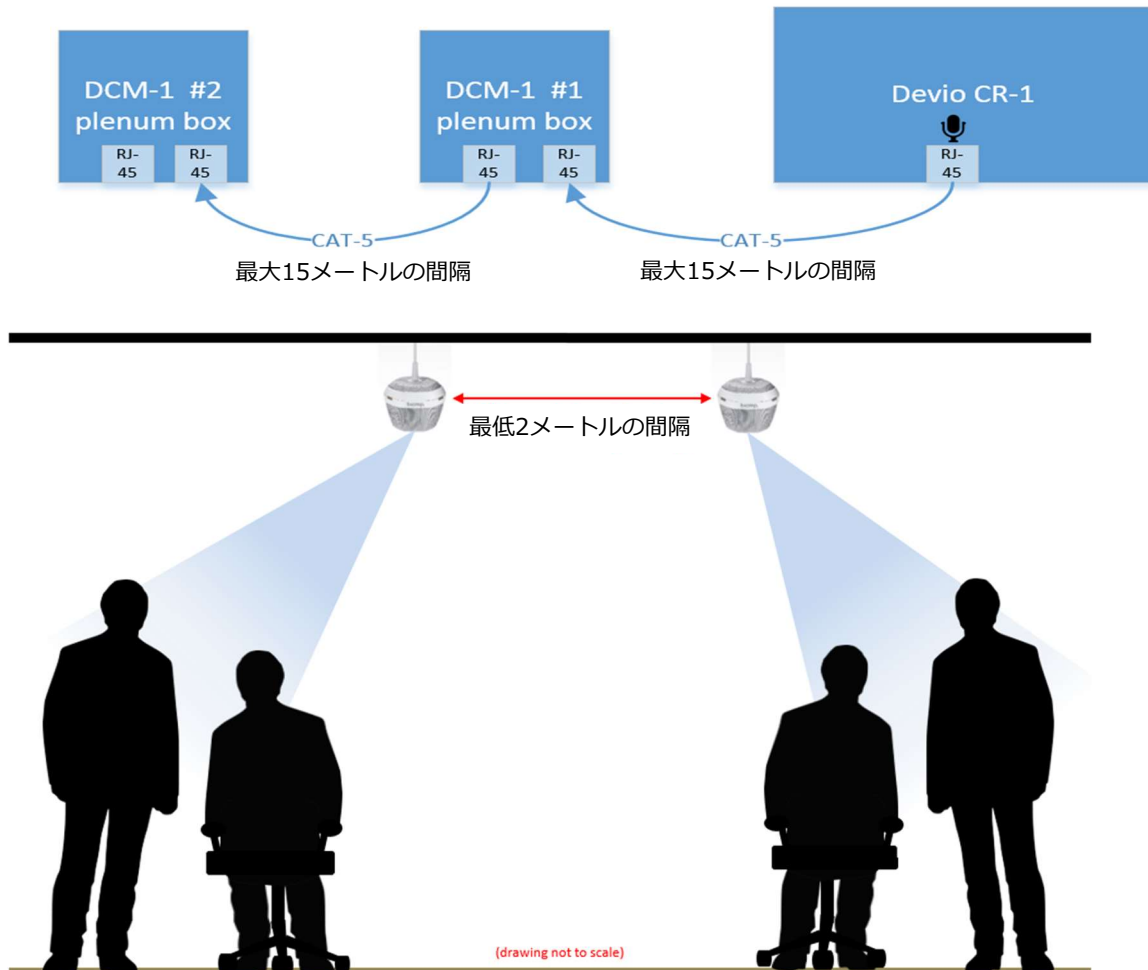 DCM-1 #2
plenum box
RJ-
45
RJ-
45
DCM-1 #1
plenum box
RJ-
45
RJ-
45
Devio CR-1
RJ-
45
CAT-5
最大15メートルの間隔
CAT-5
最大15メートルの間隔
最低2メートルの間隔
(drawing not to scale)